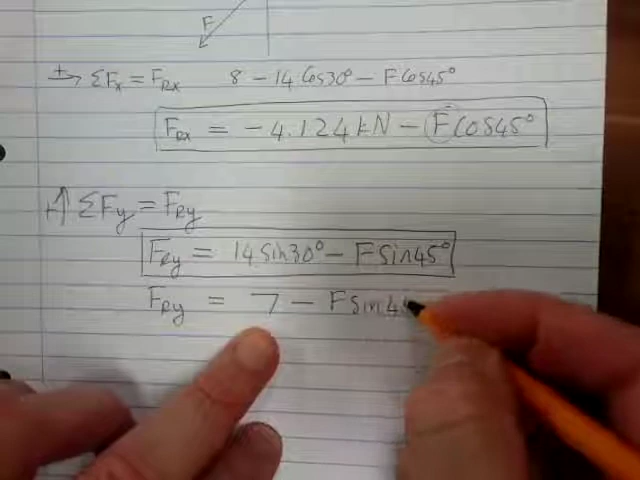 F
+→ ΣFx = FRx 8 - 14 Cos30° - F Cos45°
FRx = -4.124 kN - F Cos45°
+↑ ΣFy = FRy
FRy = 14 sin30° - F sin45°
FRy = 7 - F sin4